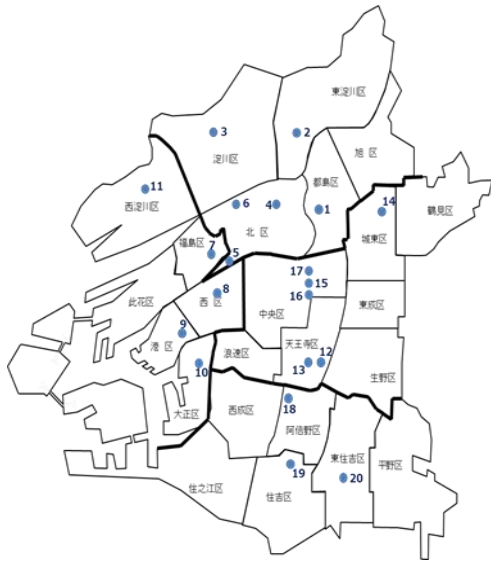 東淀川区
3
2
淀川区
旭 区
都島区
11
6
4
1
14
西淀川区
鶴見区
北 区
城東区
福島区
7
5
17
15
此花区
8
西 区
16
中央区
東成区
9
港 区
浪速区
天王寺区
12
13
10
生野区
大正区
西成区
18
阿倍野区
東住吉区
平野区
19
20
住之江区
住吉区